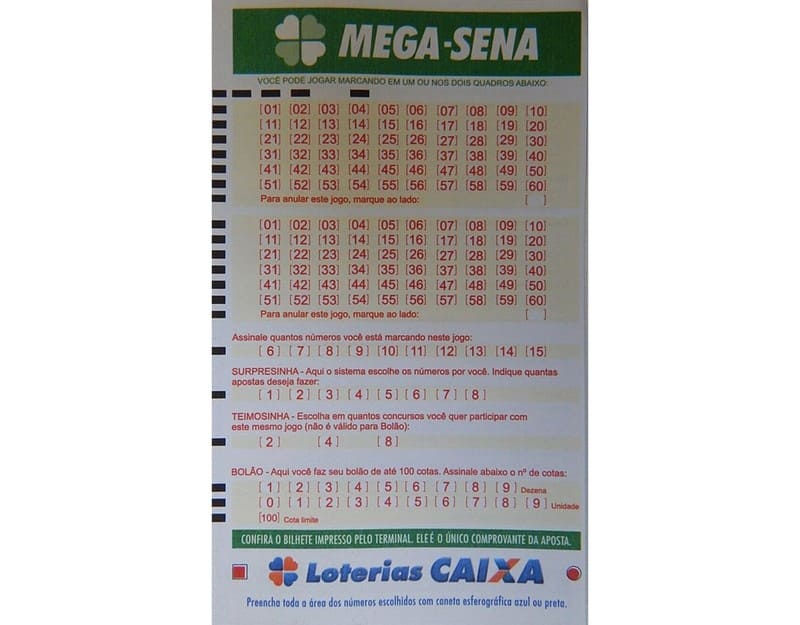 MEGA-SENA
VOCÊ PODE JOGAR MARCANDO EM UM OU NOS DOIS QUADROS ABAIXO:
[01] [02] [03] [04] [05] [06] [07] [08] [09] [10]
[11] [12] [13] [14] [15] [16] [17] [18] [19] [20]
[21] [22] [23] [24] [25] [26] [27] [28] [29] [30]
[31] [32] [33] [34] [35] [36] [37] [38] [39] [40]
[41] [42] [43] [44] [45] [46] [47] [48] [49] [50]
[51] [52] [53] [54] [55] [56] [57] [58] [59] [60]
Para anular este jogo, marque ao lado: [ ]
[01] [02] [03] [04] [05] [06] [07] [08] [09] [10]
[11] [12] [13] [14] [15] [16] [17] [18] [19] [20]
[21] [22] [23] [24] [25] [26] [27] [28] [29] [30]
[31] [32] [33] [34] [35] [36] [37] [38] [39] [40]
[41] [42] [43] [44] [45] [46] [47] [48] [49] [50]
[51] [52] [53] [54] [55] [56] [57] [58] [59] [60]
Para anular este jogo, marque ao lado: [ ]
Assinale quantos números você está marcando neste jogo:
[ 6 ] [ 7 ] [ 8 ] [ 9 ] [10] [11] [12] [13] [14] [15]
SURPRESINHA - Aqui o sistema escolhe os números por você. Indique quantas
apostas deseja fazer:
[ 1 ] [ 2 ] [ 3 ] [ 4 ] [ 5 ] [ 6 ] [ 7 ] [ 8 ]
TEIMOSINHA - Escolha em quantos concursos você quer participar com
este mesmo jogo (não é válido para Bolão):
[ 2 ] [ 4 ] [ 8 ]
BOLÃO - Aqui você faz seu bolão de até 100 cotas. Assinale abaixo o nº de cotas:
[ 1 ] [ 2 ] [ 3 ] [ 4 ] [ 5 ] [ 6 ] [ 7 ] [ 8 ] [ 9 ] Dezena
[ 0 ] [ 1 ] [ 2 ] [ 3 ] [ 4 ] [ 5 ] [ 6 ] [ 7 ] [ 8 ] [ 9 ] Unidade
[100] Cota limite
CONFIRA O BILHETE IMPRESSO PELO TERMINAL. ELE É O ÚNICO COMPROVANTE DA APOSTA.
Loterias CAIXA
Preencha toda a área dos números escolhidos com caneta esferográfica azul ou preta.